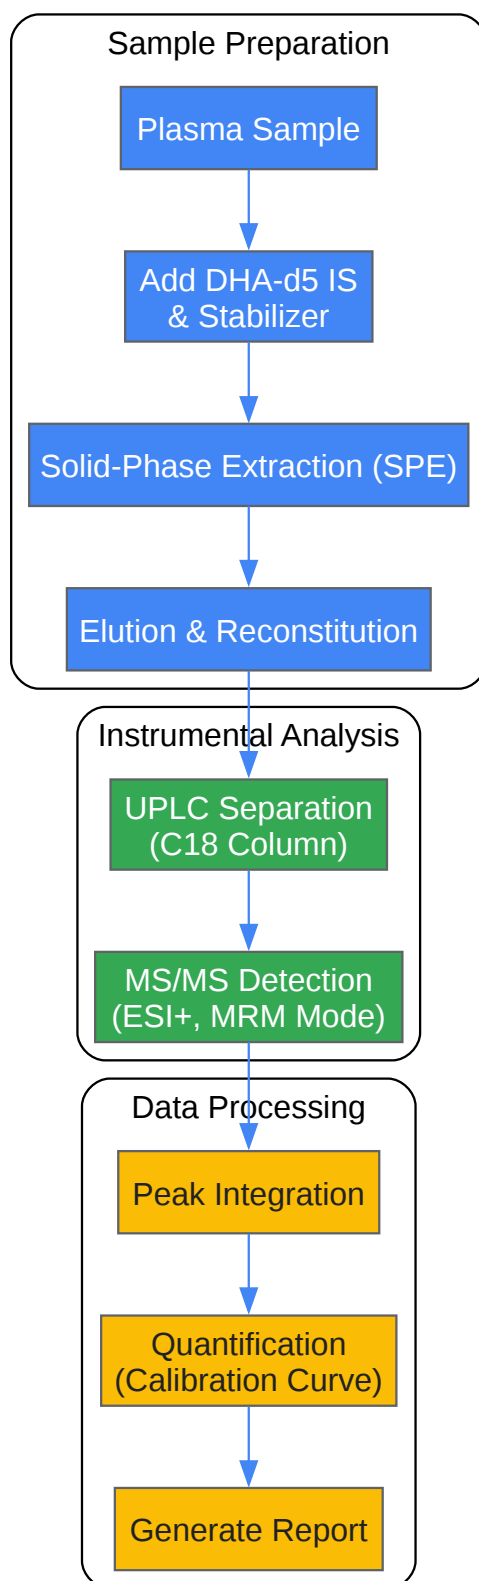 Sample Preparation
Plasma Sample
Add DHA-d5 IS
& Stabilizer
Solid-Phase Extraction (SPE)
Elution & Reconstitution
Instrumental Analysis
UPLC Separation
(C18 Column)
MS/MS Detection
(ESI+, MRM Mode)
Data Processing
Peak Integration
Quantification
(Calibration Curve)
Generate Report